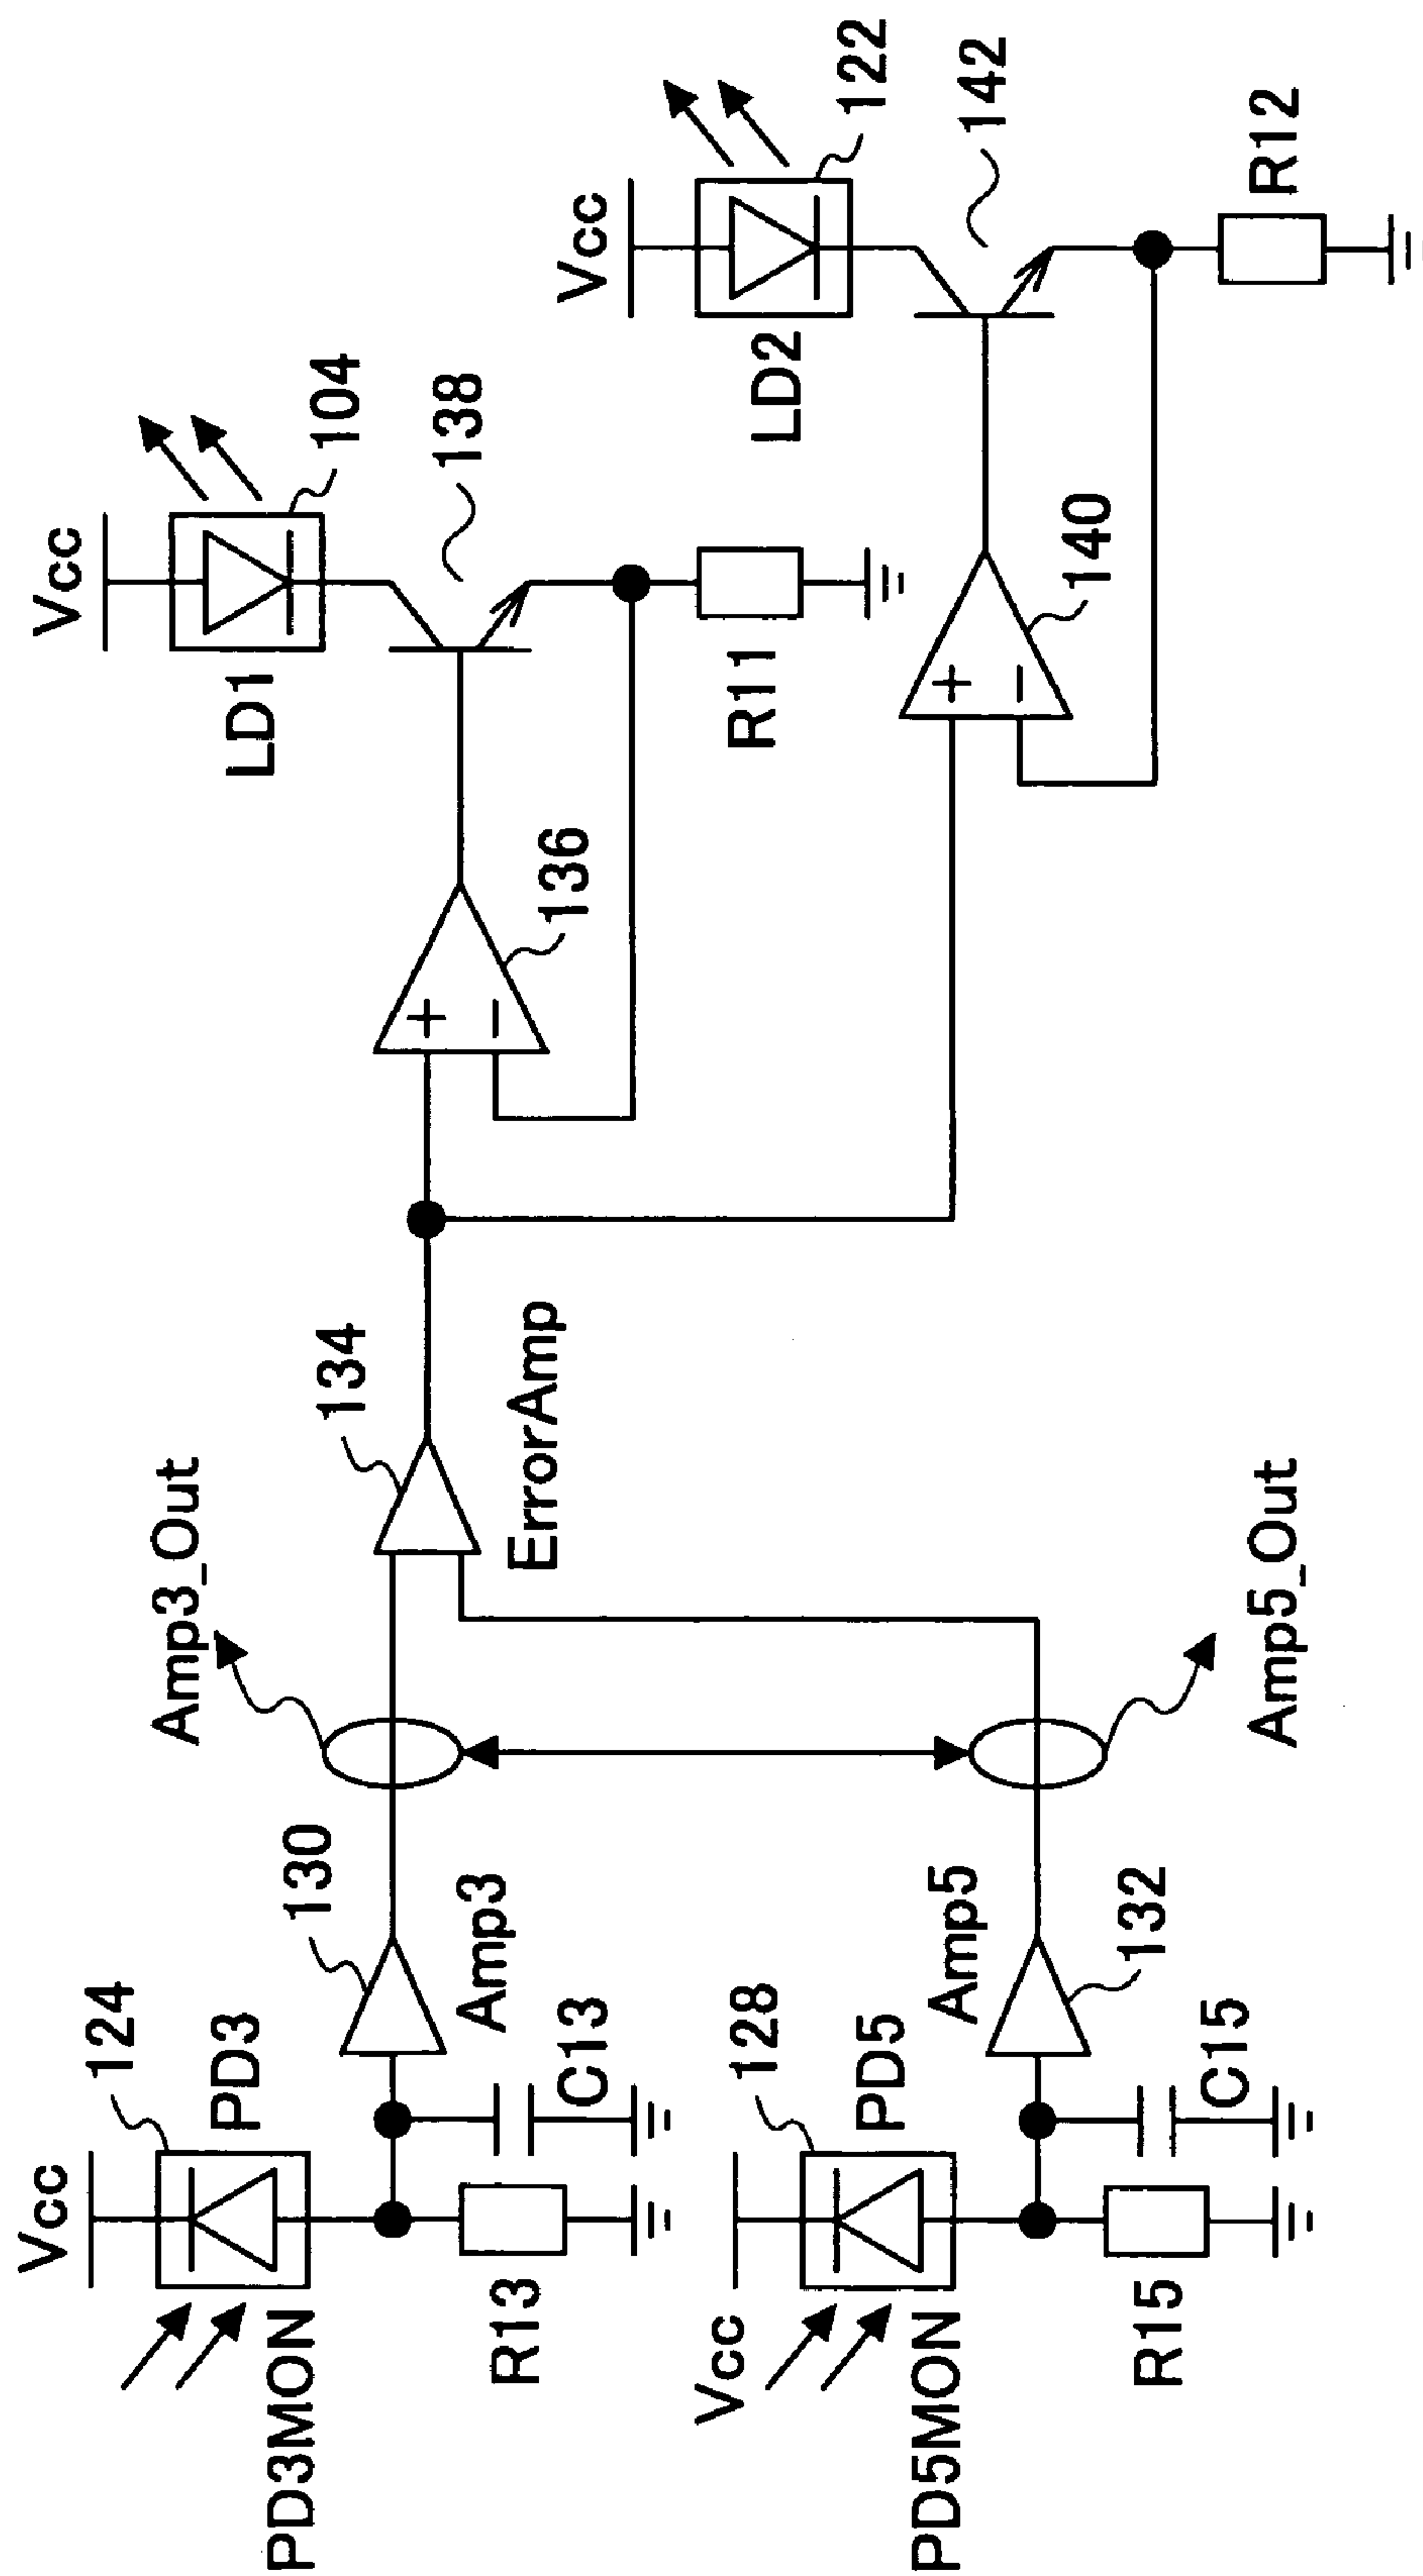 Vcc
LD1
104
138
R11
136
Vcc
LD2
122
142
R12
140
134
ErrorAmp
Amp3_Out
Amp5_Out
Vcc
124
PD3
PD3MON
130
Amp3
R13
C13
Vcc
128
PD5
PD5MON
Amp5
132
R15
C15